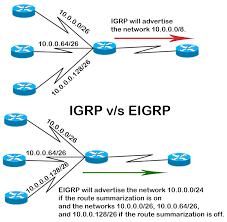 IGRP will advertise
the network 10.0.0.0/8.
10.0.0.0/26
10.0.0.64/26
10.0.0.128/26
IGRP v/s EIGRP
10.0.0.0/26
10.0.0.64/26
10.0.0.128/26
EIGRP will advertise the network 10.0.0.0/24
if the route summarization is on
and the networks 10.0.0.0/26, 10.0.0.64/26,
and 10.0.0.128/26 if the route summarization is off.